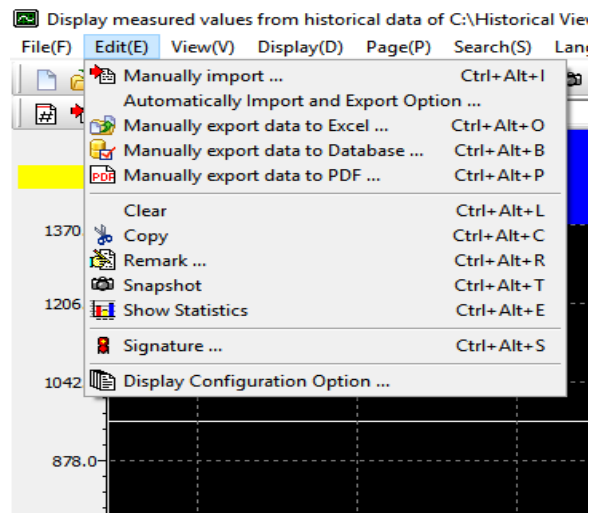 Display measured values from historical data of C:\Historical Vie
File(F) Edit(E) View(V) Display(D) Page(P) Search(S) Lang
Manually import ... Ctrl+Alt+I
Automatically Import and Export Option ...
Manually export data to Excel ... Ctrl+Alt+O
Manually export data to Database ... Ctrl+Alt+B
PDF Manually export data to PDF ... Ctrl+Alt+P
Clear Ctrl+Alt+L
1370
Copy Ctrl+Alt+C
Remark ... Ctrl+Alt+R
Snapshot Ctrl+Alt+T
1206
Show Statistics Ctrl+Alt+E
Signature ... Ctrl+Alt+S
1042
Display Configuration Option ...
878.0